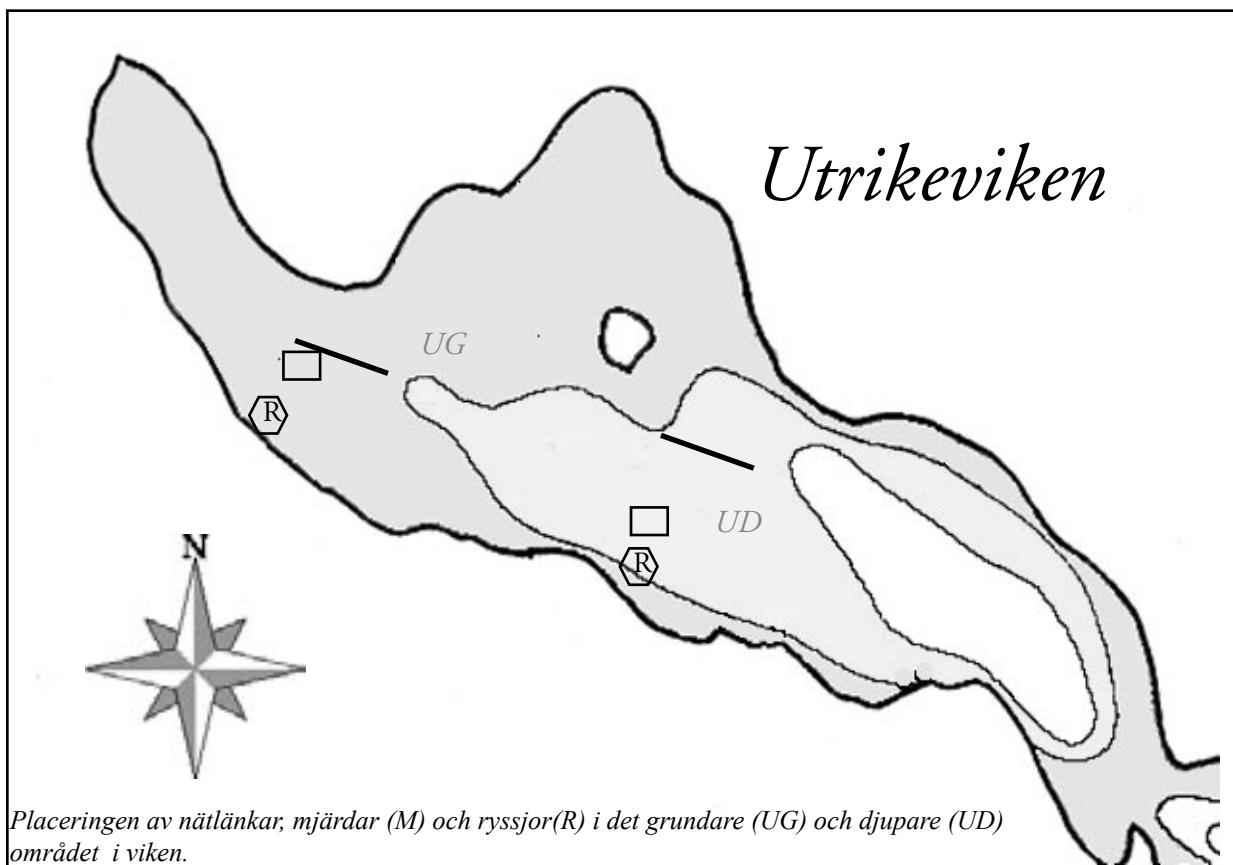 Utrikeviken
UG
R
UD
R
N
Placeringen av nätlänkar, mjärdar (M) och ryssjor(R) i det grundare (UG) och djupare (UD)
området i viken.